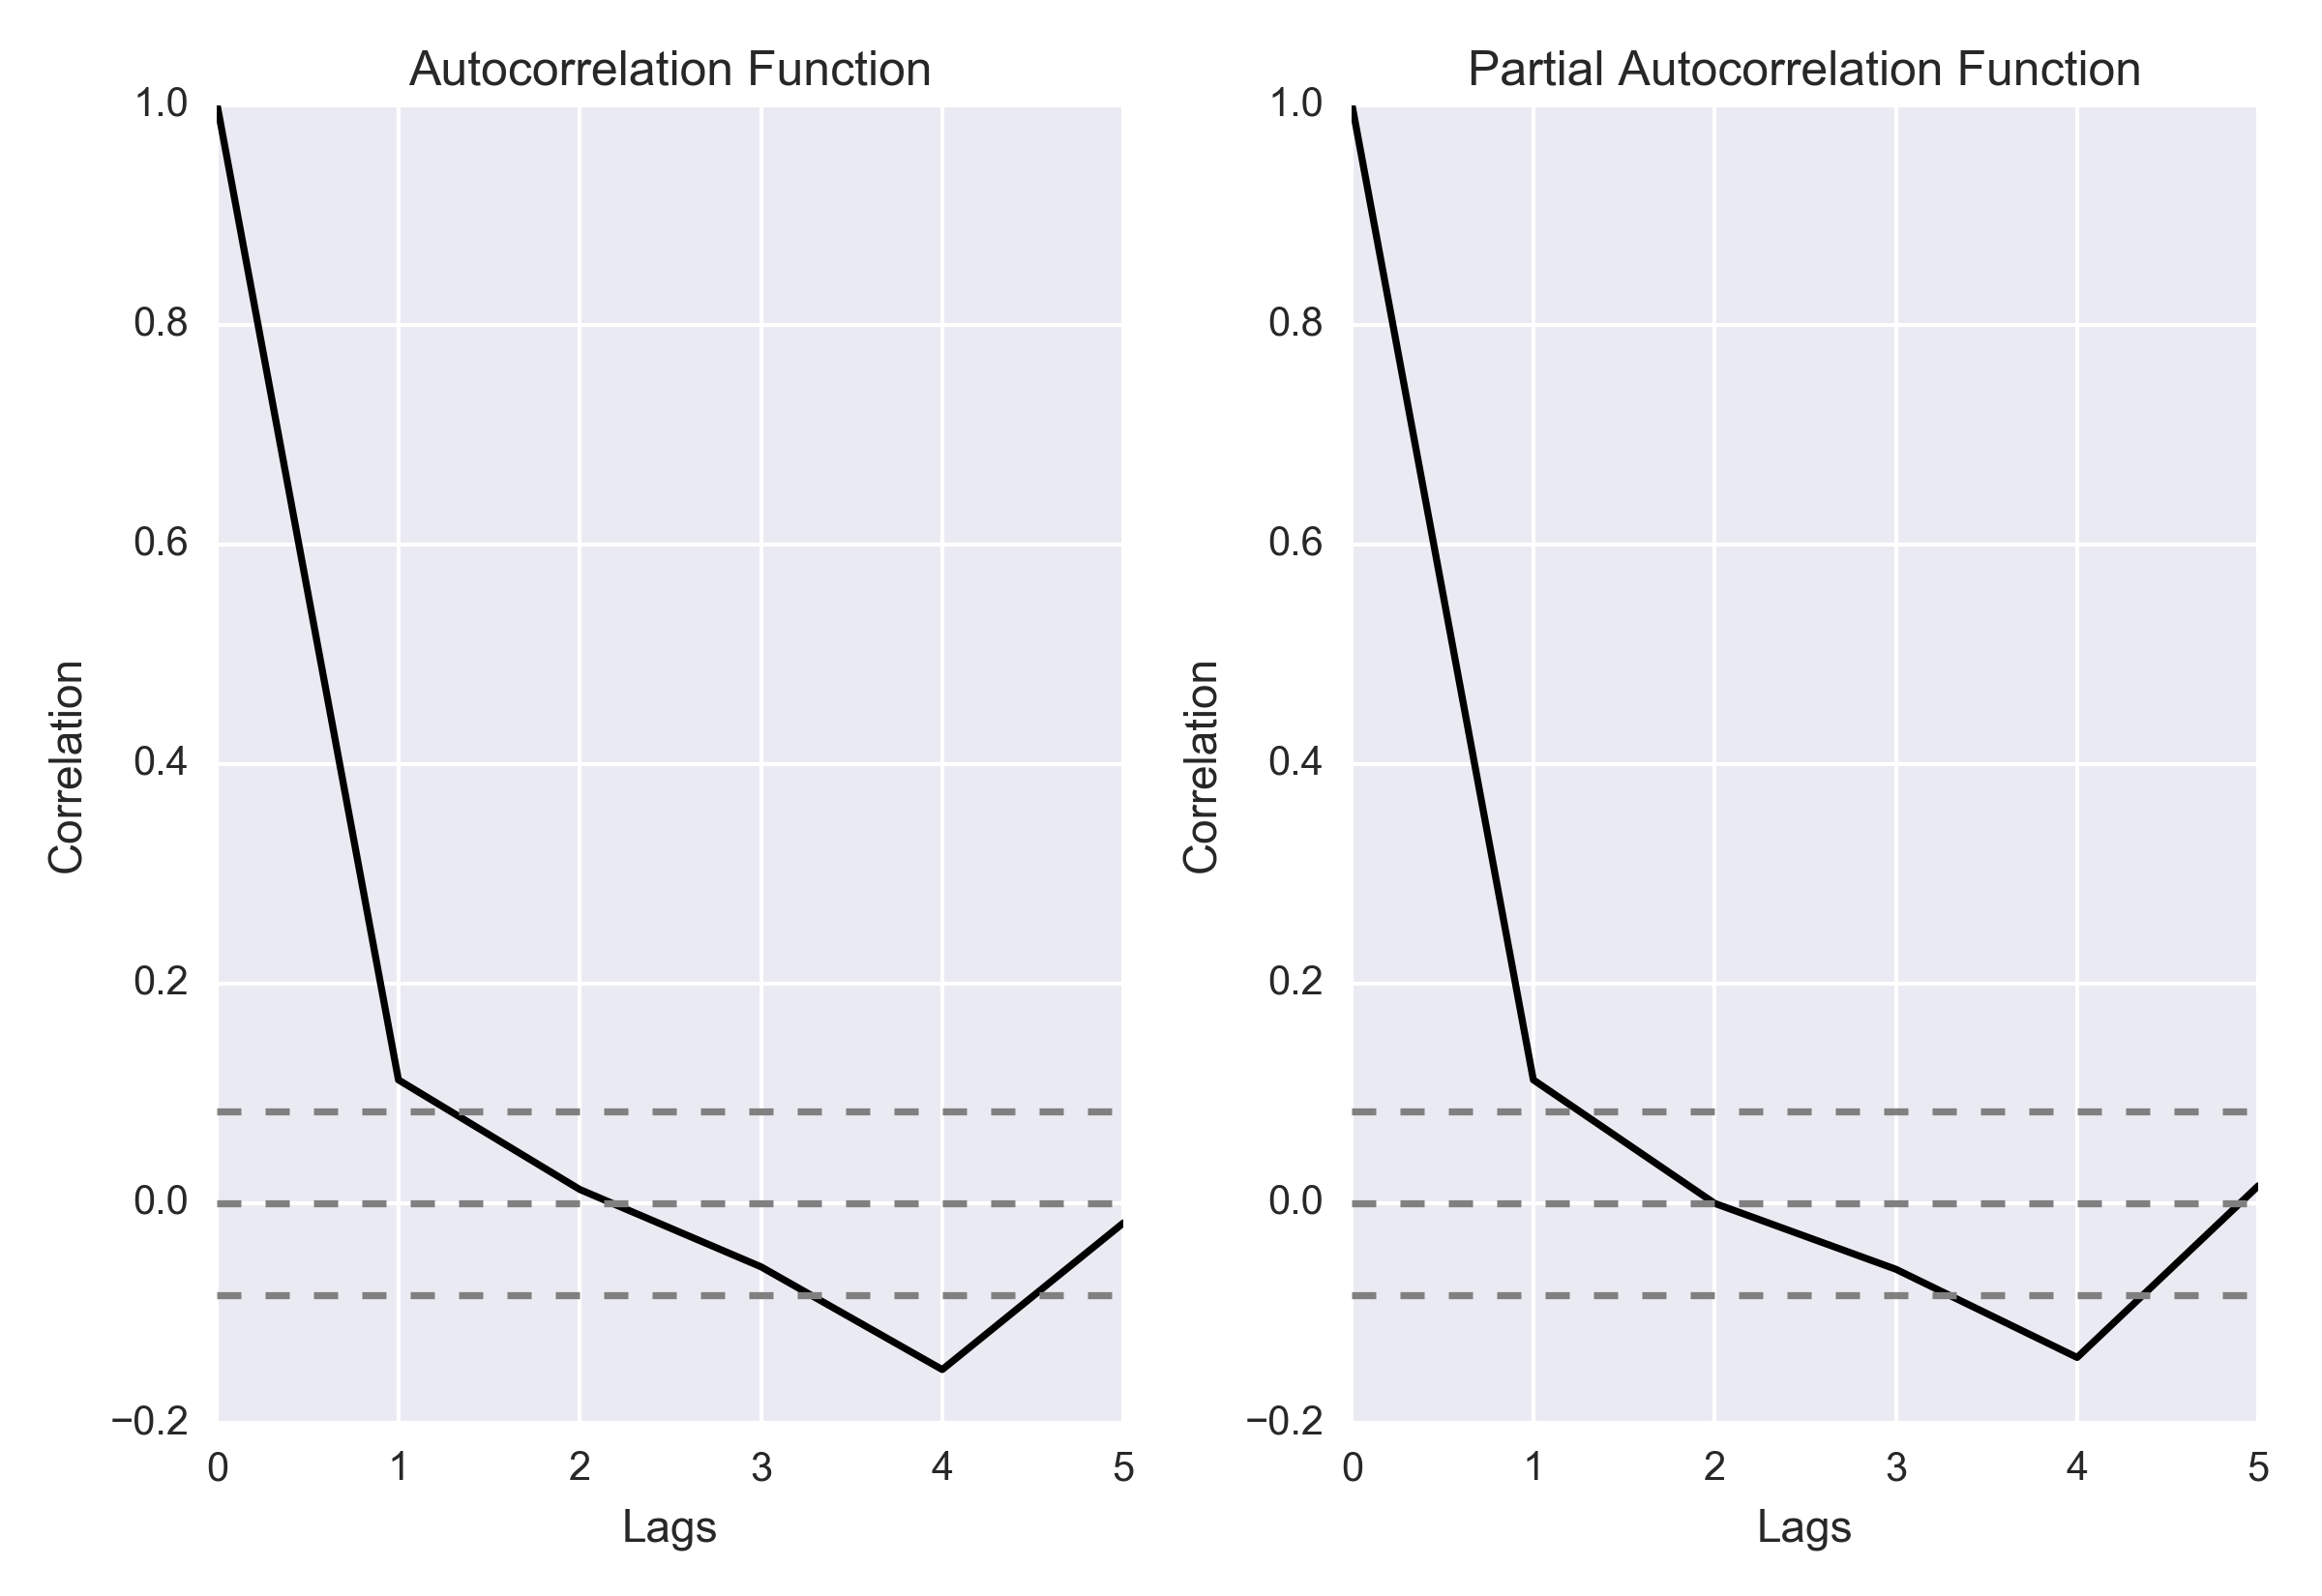 Autocorrelation Function
1.0
0.8
0.6
0.4
0.2
0.0
−0.2
Correlation
0 1 2 3 4 5
Lags
Partial Autocorrelation Function
1.0
0.8
0.6
0.4
0.2
0.0
−0.2
Correlation
0 1 2 3 4 5
Lags